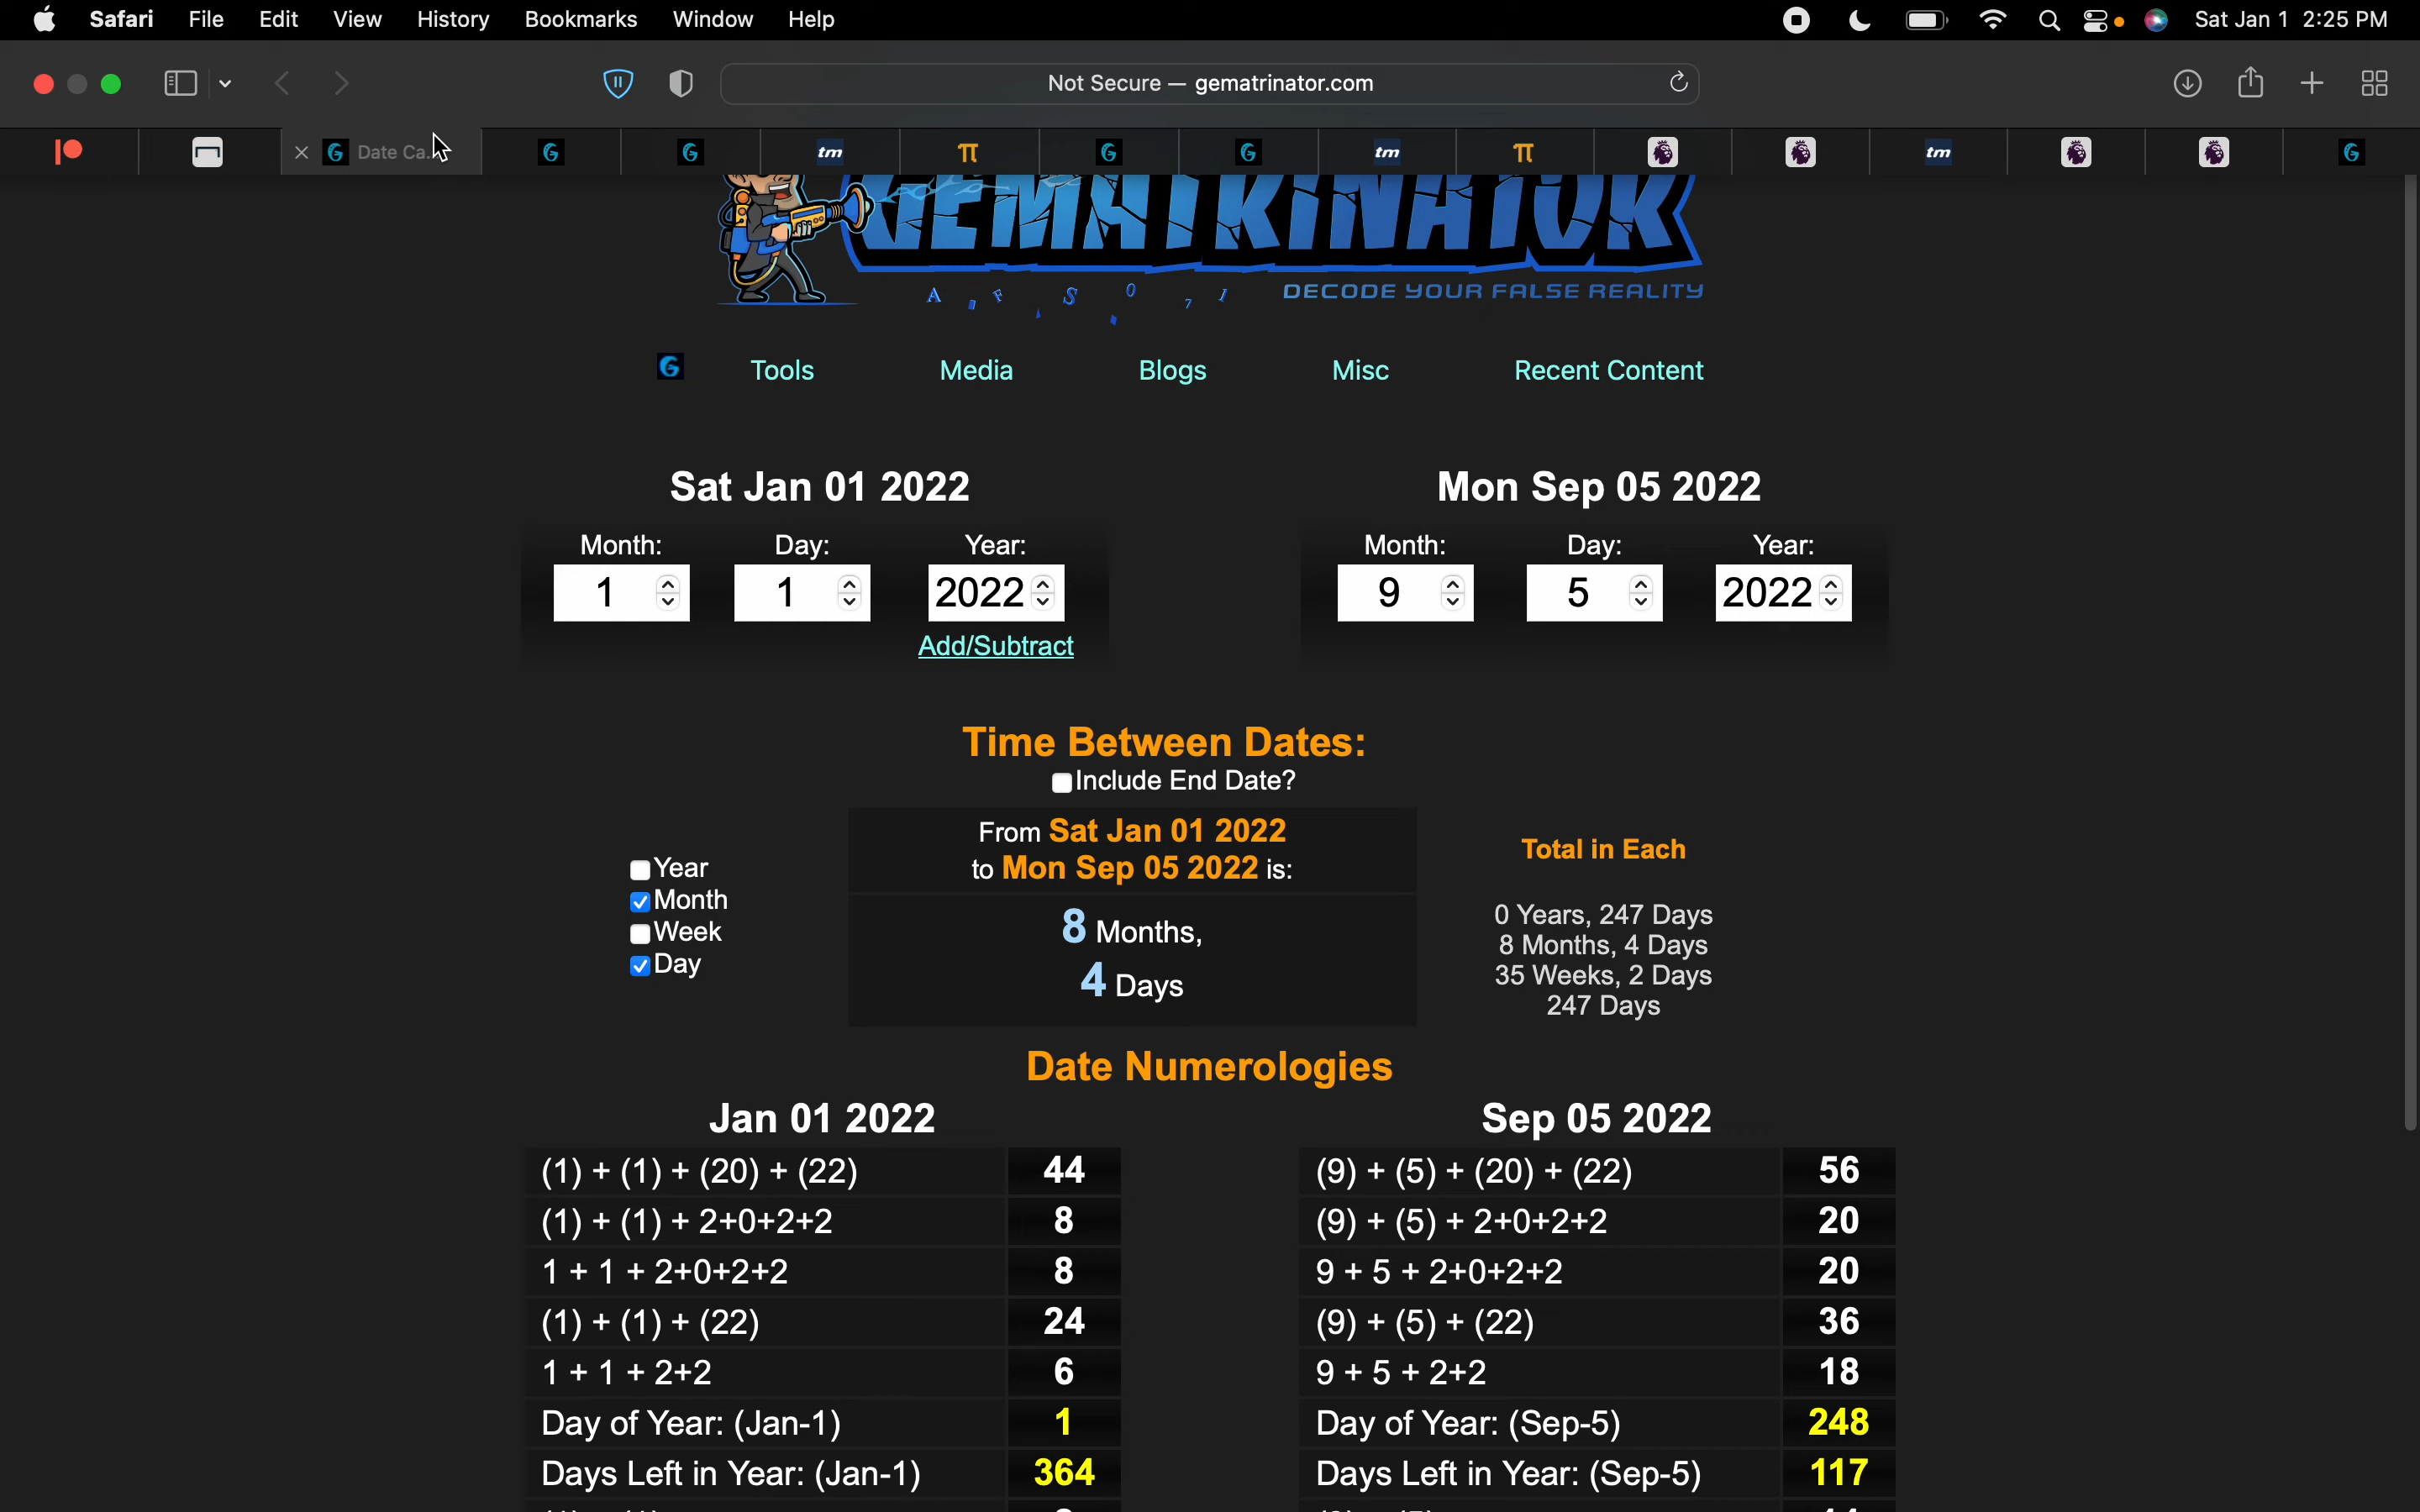 Safari File Edit View History Bookmarks Window Help Sat Jan 1 2:25 PM
Not Secure — gematrinator.com
Date Ca...
tm π tm π tm
GEMATRINATOR
A F S O 7 I DECODE YOUR FALSE REALITY
G Tools Media Blogs Misc Recent Content
Sat Jan 01 2022 Mon Sep 05 2022
Month: Day: Year: Month: Day: Year:
1 1 2022 9 5 2022
Add/Subtract
Time Between Dates:
Include End Date?
From Sat Jan 01 2022
to Mon Sep 05 2022 is:
Year
Month
Week
Day
8 Months,
4 Days
Total in Each
0 Years, 247 Days
8 Months, 4 Days
35 Weeks, 2 Days
247 Days
Date Numerologies
Jan 01 2022 Sep 05 2022
(1) + (1) + (20) + (22) 44 (9) + (5) + (20) + (22) 56
(1) + (1) + 2+0+2+2 8 (9) + (5) + 2+0+2+2 20
1 + 1 + 2+0+2+2 8 9 + 5 + 2+0+2+2 20
(1) + (1) + (22) 24 (9) + (5) + (22) 36
1 + 1 + 2+2 6 9 + 5 + 2+2 18
Day of Year: (Jan-1) 1 Day of Year: (Sep-5) 248
Days Left in Year: (Jan-1) 364 Days Left in Year: (Sep-5) 117